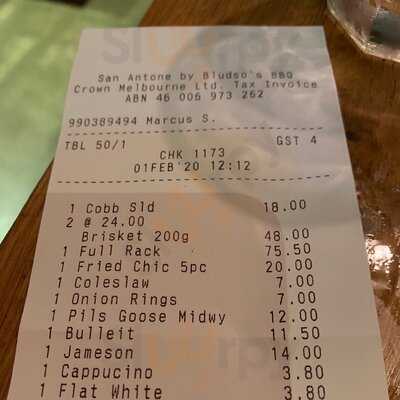 San Antone by Bludso's BBQ
Crown Melbourne Ltd. Tax Invoice
ABN 46 006 973 262
990389494 Marcus S.
TBL 50/1 GST 4
CHK 1173
01FEB'20 12:12
1 Cobb Sld 18.00
2 @ 24.00
Brisket 200g 48.00
1 Full Rack 75.50
1 Fried Chic 5pc 20.00
1 Coleslaw 7.00
1 Onion Rings 7.00
1 Pils Goose Midwy 12.00
1 Bulleit 11.50
1 Jameson 14.00
1 Cappucino 3.80
1 Flat White 3.80